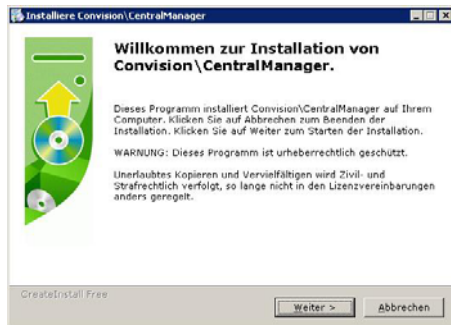 Installiere Convision\CentralManager
Willkommen zur Installation von
Convision\CentralManager.
Dieses Programm installiert Convision\CentralManager auf Ihrem
Computer. Klicken Sie auf Abbrechen zum Beenden der
Installation. Klicken Sie auf Weiter zum Starten der Installation.
WARNUNG: Dieses Programm ist urheberrechtlich geschützt.
Unerlaubtes Kopieren und Vervielfältigen wird Zivil- und
Strafrechtlich verfolgt, so lange nicht in den Lizenzvereinbarungen
anders geregelt.
CreateInstall Free
Weiter >
Abbrechen